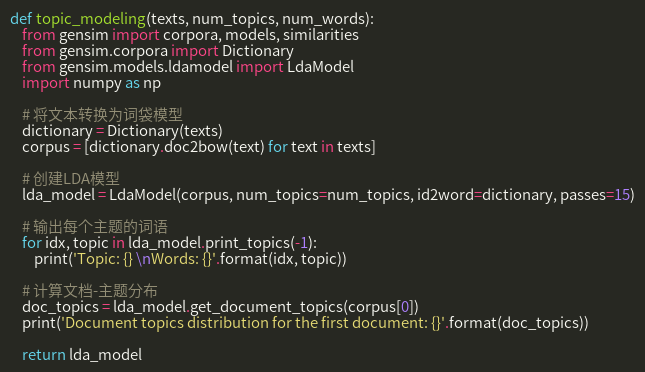 def topic_modeling(texts, num_topics, num_words):
from gensim import corpora, models, similarities
from gensim.corpora import Dictionary
from gensim.models.ldamodel import LdaModel
import numpy as np
# 将文本转换为词袋模型
dictionary = Dictionary(texts)
corpus = [dictionary.doc2bow(text) for text in texts]
# 创建LDA模型
lda_model = LdaModel(corpus, num_topics=num_topics, id2word=dictionary, passes=15)
# 输出每个主题的词语
for idx, topic in lda_model.print_topics(-1):
print('Topic: {} \nWords: {}'.format(idx, topic))
# 计算文档-主题分布
doc_topics = lda_model.get_document_topics(corpus[0])
print('Document topics distribution for the first document: {}'.format(doc_topics))
return lda_model